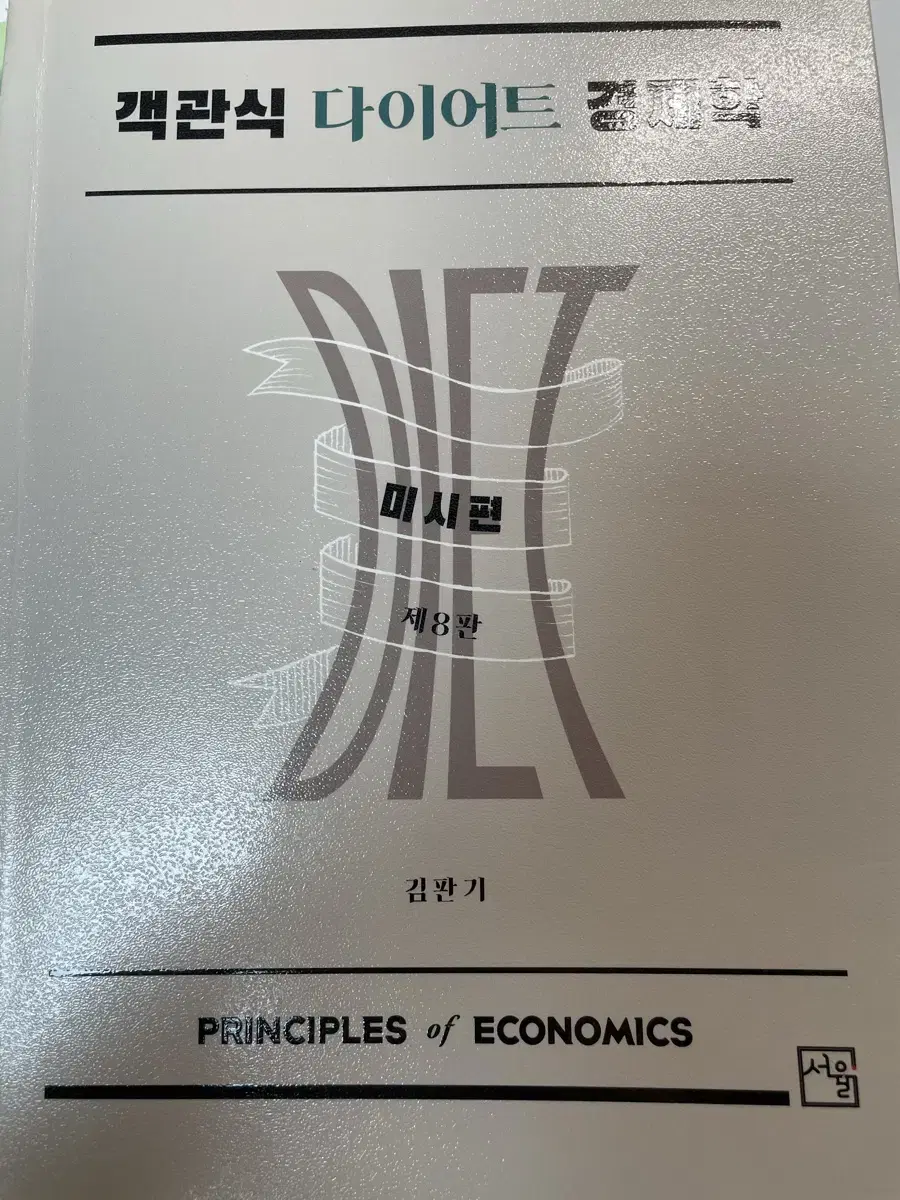 객관식 다이어트 경제학
DIET
미시편
제8판
김판기
PRINCIPLES of ECONOMICS
서울